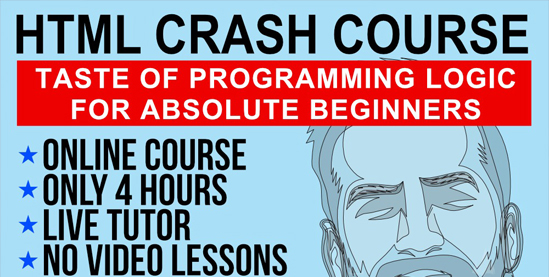 HTML CRASH COURSE
TASTE OF PROGRAMMING LOGIC
FOR ABSOLUTE BEGINNERS
ONLINE COURSE
ONLY 4 HOURS
LIVE TUTOR
NO VIDEO LESSONS